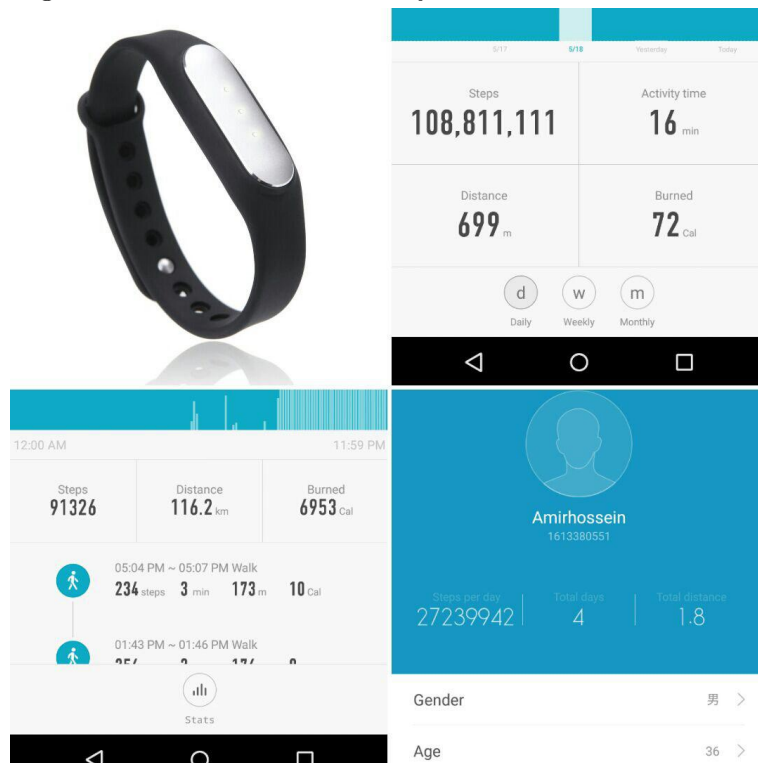 5/17 5/18 Yesterday Today
Steps Activity time
108,811,111 16 min
Distance Burned
699 m 72 Cal
d w m
Daily Weekly Monthly
12:00 AM 11:59 PM
Steps Distance Burned
91326 116.2 km 6953 Cal
05:04 PM ~ 05:07 PM Walk
234 steps 3 min 173 m 10 Cal
01:43 PM ~ 01:46 PM Walk
Stats
Amirhossein
1613380551
Steps per day Total days Total distance
27239942 4 1.8
Gender 男
Age 36